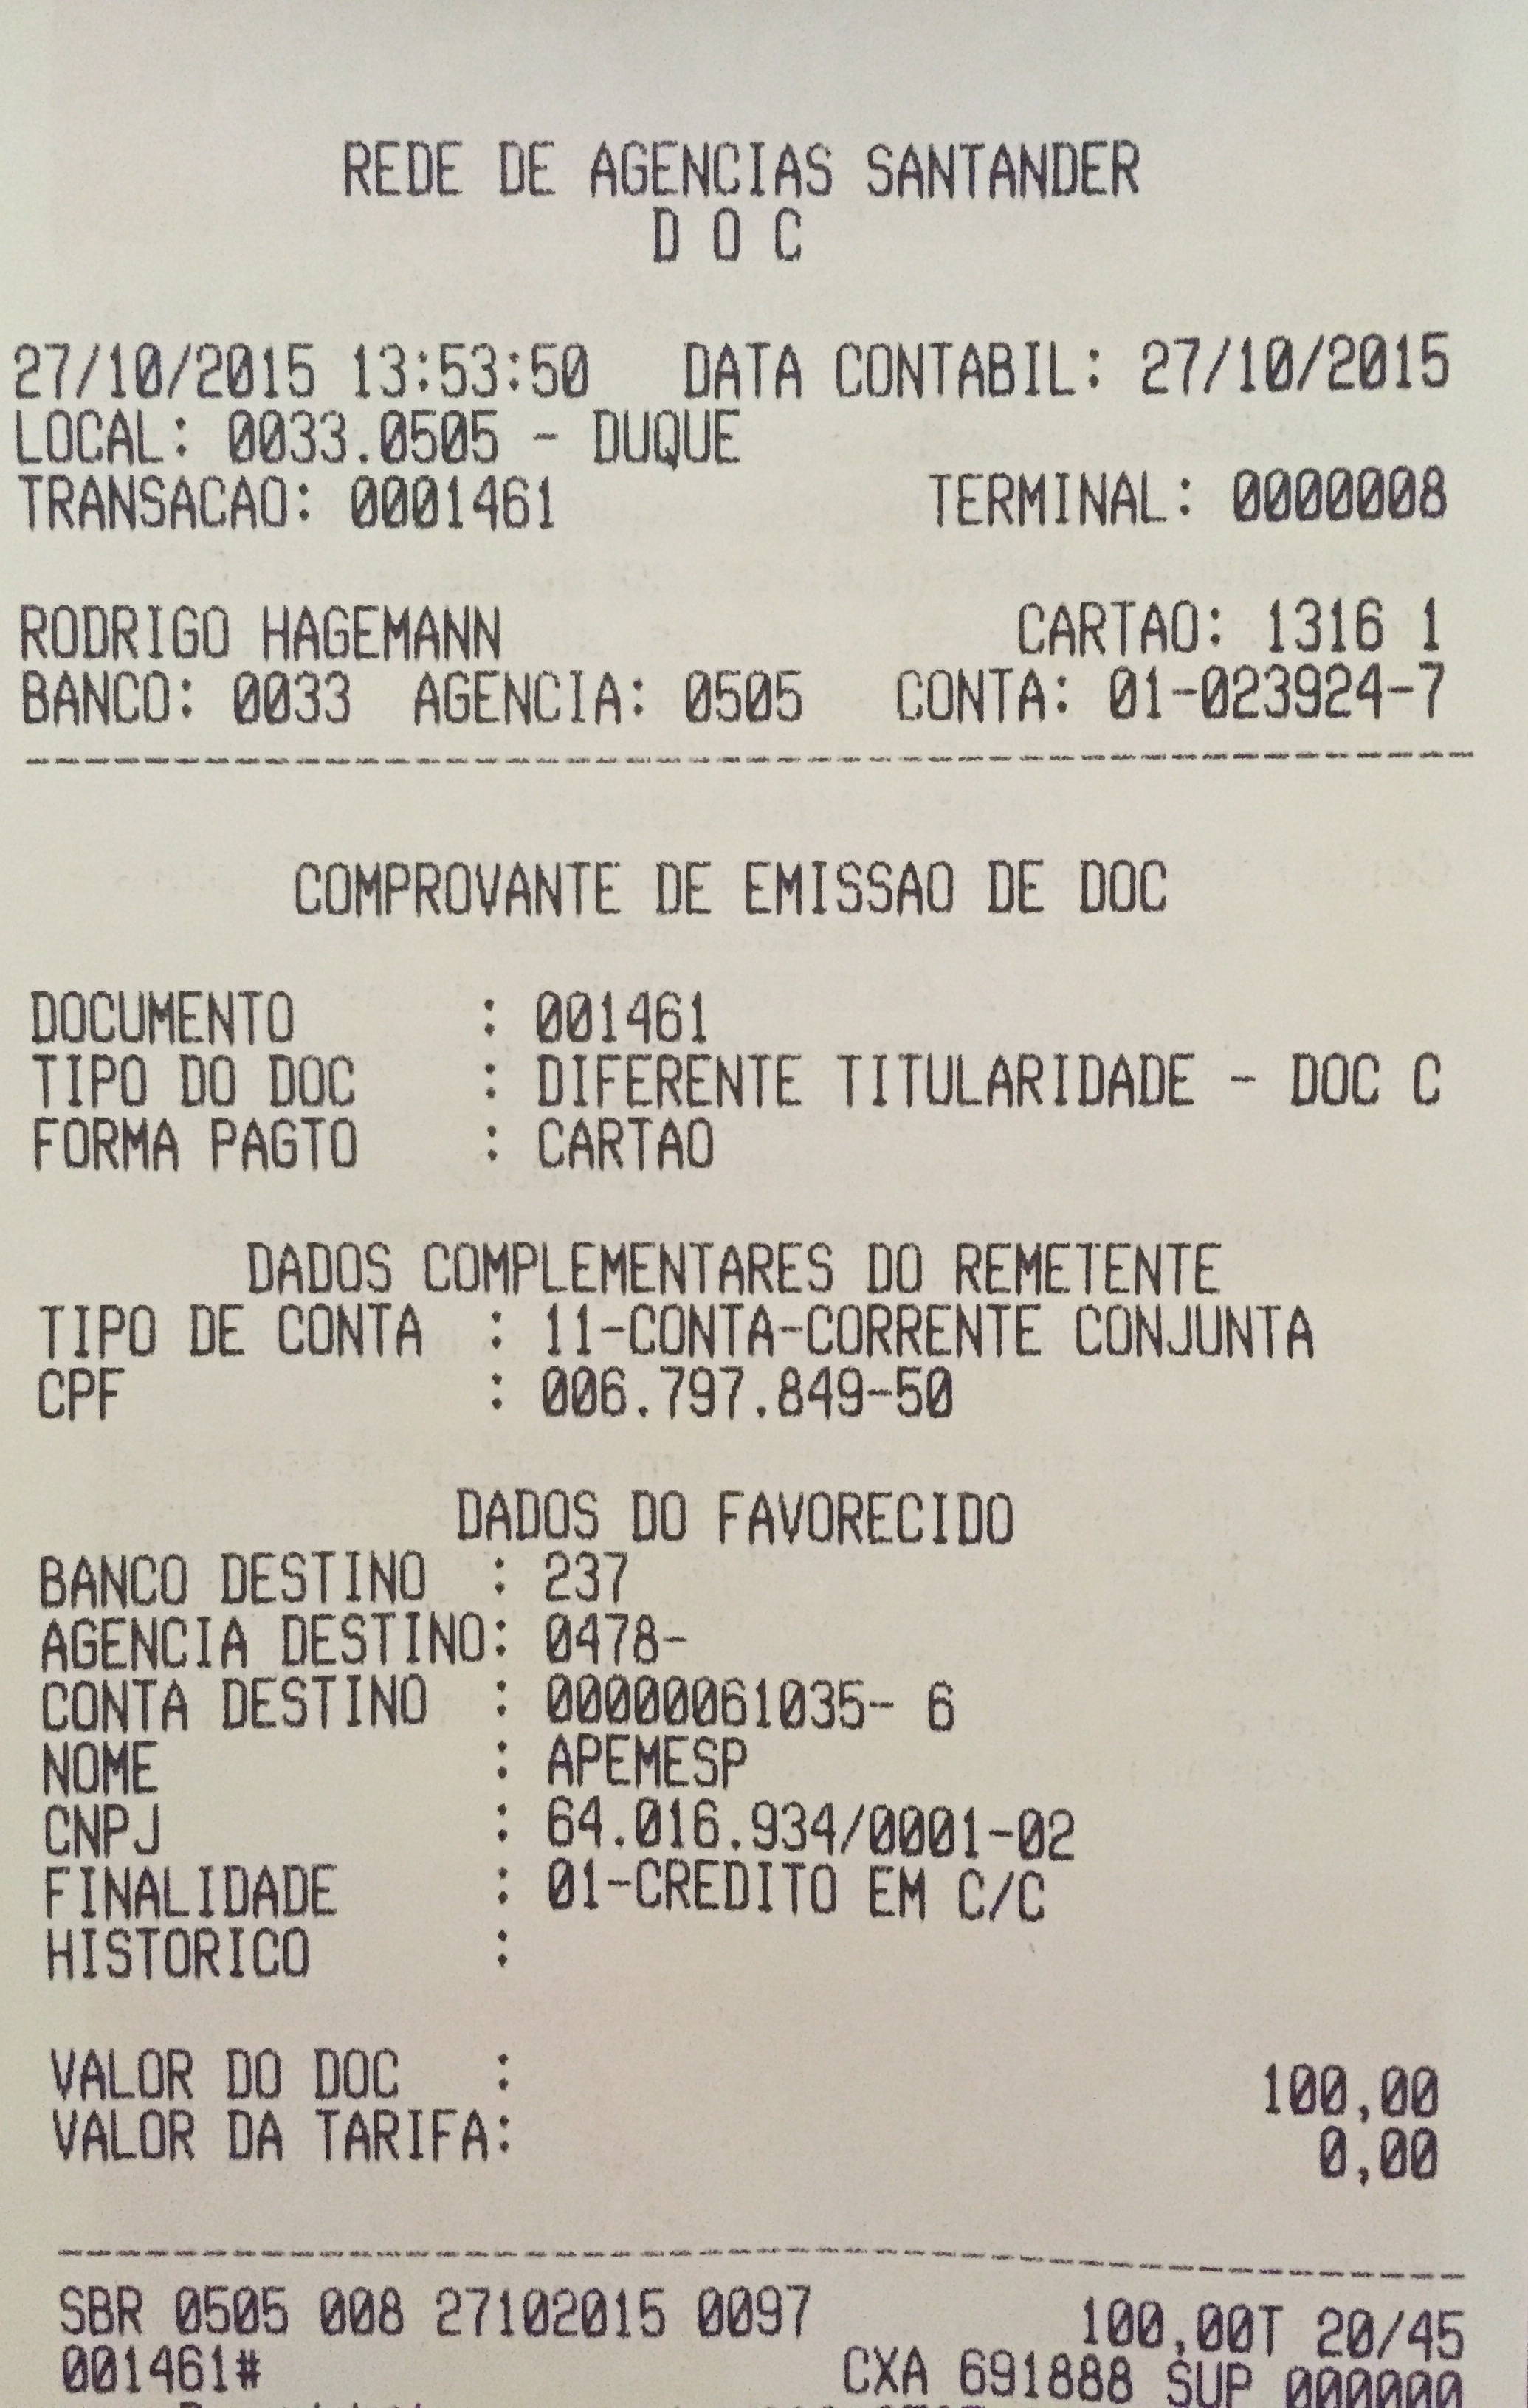 REDE DE AGENCIAS SANTANDER
D O C
27/10/2015 13:53:50 DATA CONTABIL: 27/10/2015
LOCAL: 0033.0505 - DUQUE
TRANSACAO: 0001461 TERMINAL: 0000008
RODRIGO HAGEMANN CARTAO: 1316 1
BANCO: 0033 AGENCIA: 0505 CONTA: 01-023924-7
COMPROVANTE DE EMISSAO DE DOC
DOCUMENTO : 001461
TIPO DO DOC : DIFERENTE TITULARIDADE - DOC C
FORMA PAGTO : CARTAO
DADOS COMPLEMENTARES DO REMETENTE
TIPO DE CONTA : 11-CONTA-CORRENTE CONJUNTA
CPF : 006.797.849-50
DADOS DO FAVORECIDO
BANCO DESTINO : 237
AGENCIA DESTINO: 0478-
CONTA DESTINO : 00000061035- 6
NOME : APEMESP
CNPJ : 64.016.934/0001-02
FINALIDADE : 01-CREDITO EM C/C
HISTORICO :
VALOR DO DOC : 100,00
VALOR DA TARIFA: 0,00
SBR 0505 008 27102015 0097 100,00T 20/45
001461# CXA 691888 SUP 000000